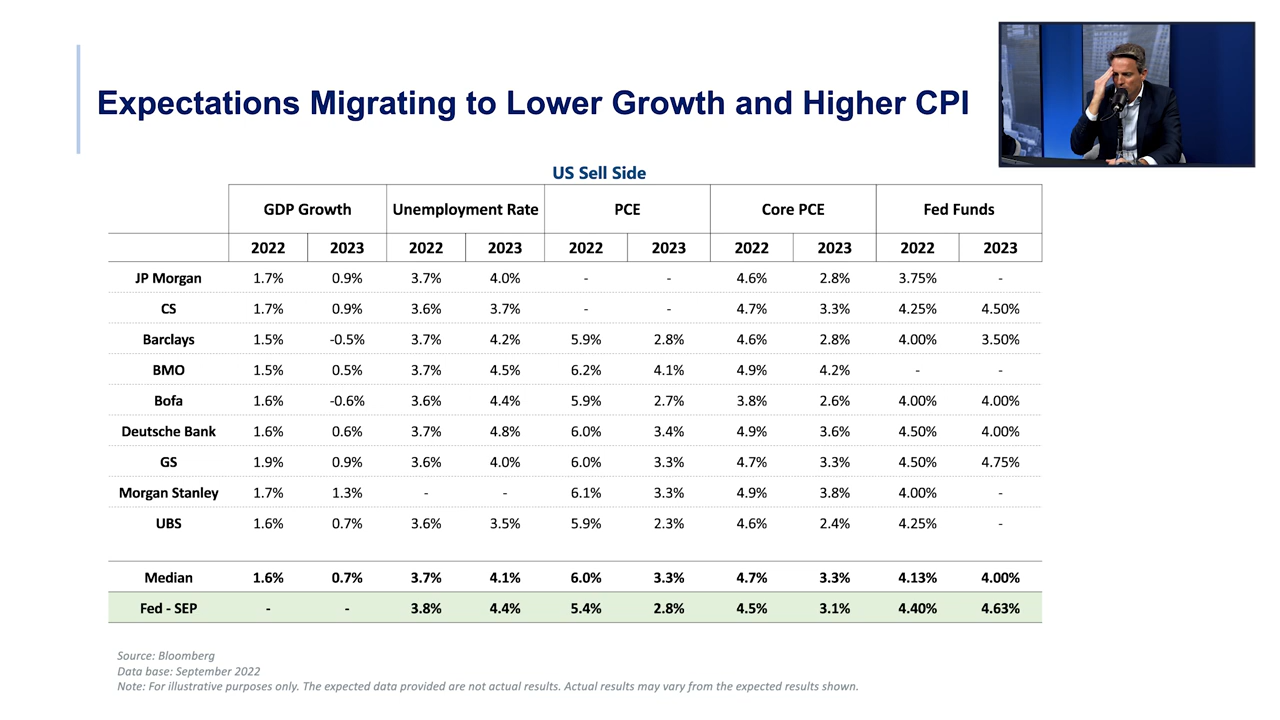 Expectations Migrating to Lower Growth and Higher CPI
US Sell Side
GDP Growth Unemployment Rate PCE Core PCE Fed Funds
2022 2023 2022 2023 2022 2023 2022 2023 2022 2023
JP Morgan 1.7% 0.9% 3.7% 4.0% - - 4.6% 2.8% 3.75% -
CS 1.7% 0.9% 3.6% 3.7% - - 4.7% 3.3% 4.25% 4.50%
Barclays 1.5% -0.5% 3.7% 4.2% 5.9% 2.8% 4.6% 2.8% 4.00% 3.50%
BMO 1.5% 0.5% 3.7% 4.5% 6.2% 4.1% 4.9% 4.2% - -
Bofa 1.6% -0.6% 3.6% 4.4% 5.9% 2.7% 3.8% 2.6% 4.00% 4.00%
Deutsche Bank 1.6% 0.6% 3.7% 4.8% 6.0% 3.4% 4.9% 3.6% 4.50% 4.00%
GS 1.9% 0.9% 3.6% 4.0% 6.0% 3.3% 4.7% 3.3% 4.50% 4.75%
Morgan Stanley 1.7% 1.3% - - 6.1% 3.3% 4.9% 3.8% 4.00% -
UBS 1.6% 0.7% 3.6% 3.5% 5.9% 2.3% 4.6% 2.4% 4.25% -
Median 1.6% 0.7% 3.7% 4.1% 6.0% 3.3% 4.7% 3.3% 4.13% 4.00%
Fed - SEP - - 3.8% 4.4% 5.4% 2.8% 4.5% 3.1% 4.40% 4.63%
Source: Bloomberg
Data base: September 2022
Note: For illustrative purposes only. The expected data provided are not actual results. Actual results may vary from the expected results shown.